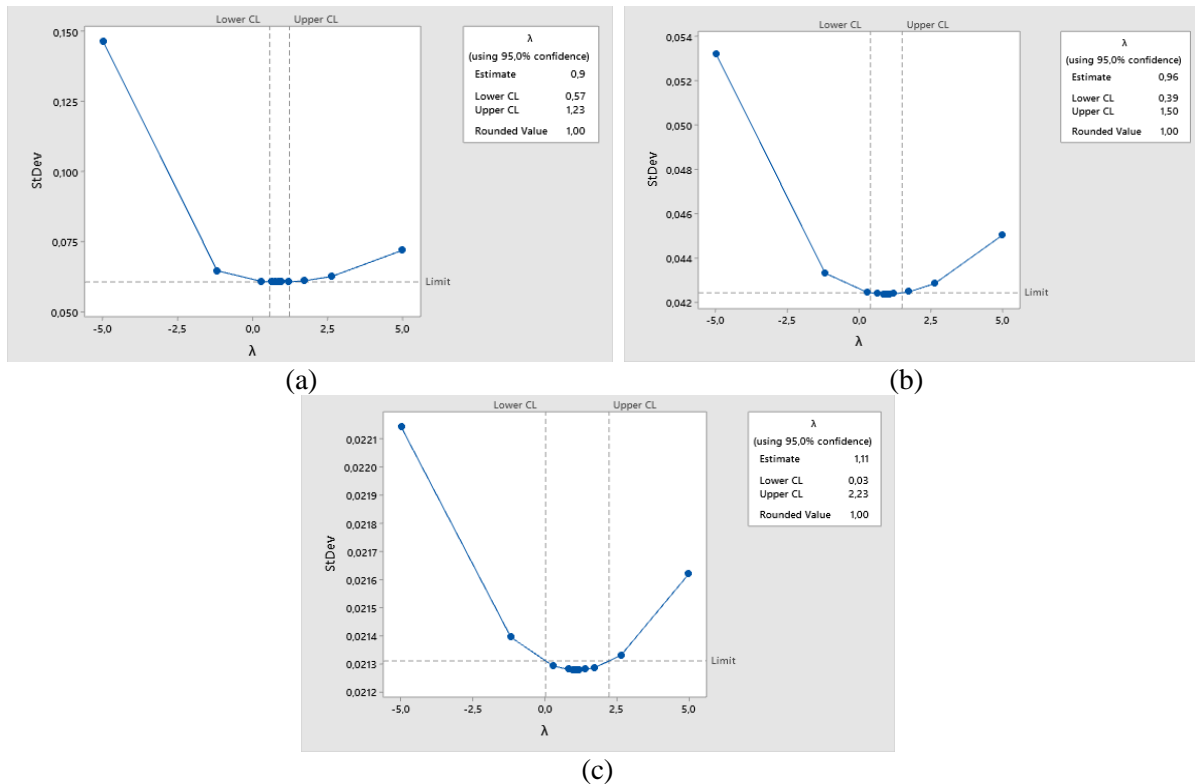 Lower CL Upper CL
0,150
0,125
0,100
0,075
0,050
StDev
-5,0 -2,5 0,0 2,5 5,0
λ
Limit
λ
(using 95,0% confidence)
Estimate 0,9
Lower CL 0,57
Upper CL 1,23
Rounded Value 1,00
(a)
Lower CL Upper CL
0,054
0,052
0,050
0,048
0,046
0,044
0,042
StDev
-5,0 -2,5 0,0 2,5 5,0
λ
Limit
λ
(using 95,0% confidence)
Estimate 0,96
Lower CL 0,39
Upper CL 1,50
Rounded Value 1,00
(b)
Lower CL Upper CL
0,0221
0,0220
0,0219
0,0218
0,0217
0,0216
0,0215
0,0214
0,0213
0,0212
StDev
-5,0 -2,5 0,0 2,5 5,0
λ
Limit
λ
(using 95,0% confidence)
Estimate 1,11
Lower CL 0,03
Upper CL 2,23
Rounded Value 1,00
(c)